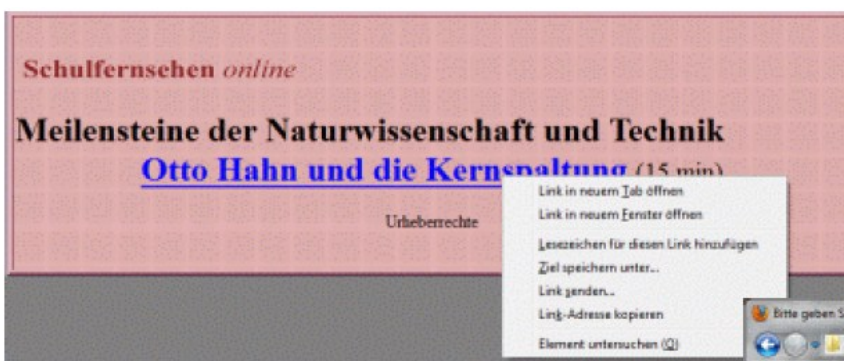 Schulfernsehen online
Meilensteine der Naturwissenschaft und Technik
Otto Hahn und die Kernspaltung (15 min)
Urheberrechte
Link in neuem Tab öffnen
Link in neuem Fenster öffnen
Lesezeichen für diesen Link hinzufügen
Ziel speichern unter...
Link senden...
Link-Adresse kopieren
Element untersuchen (Q)
Bitte geben S